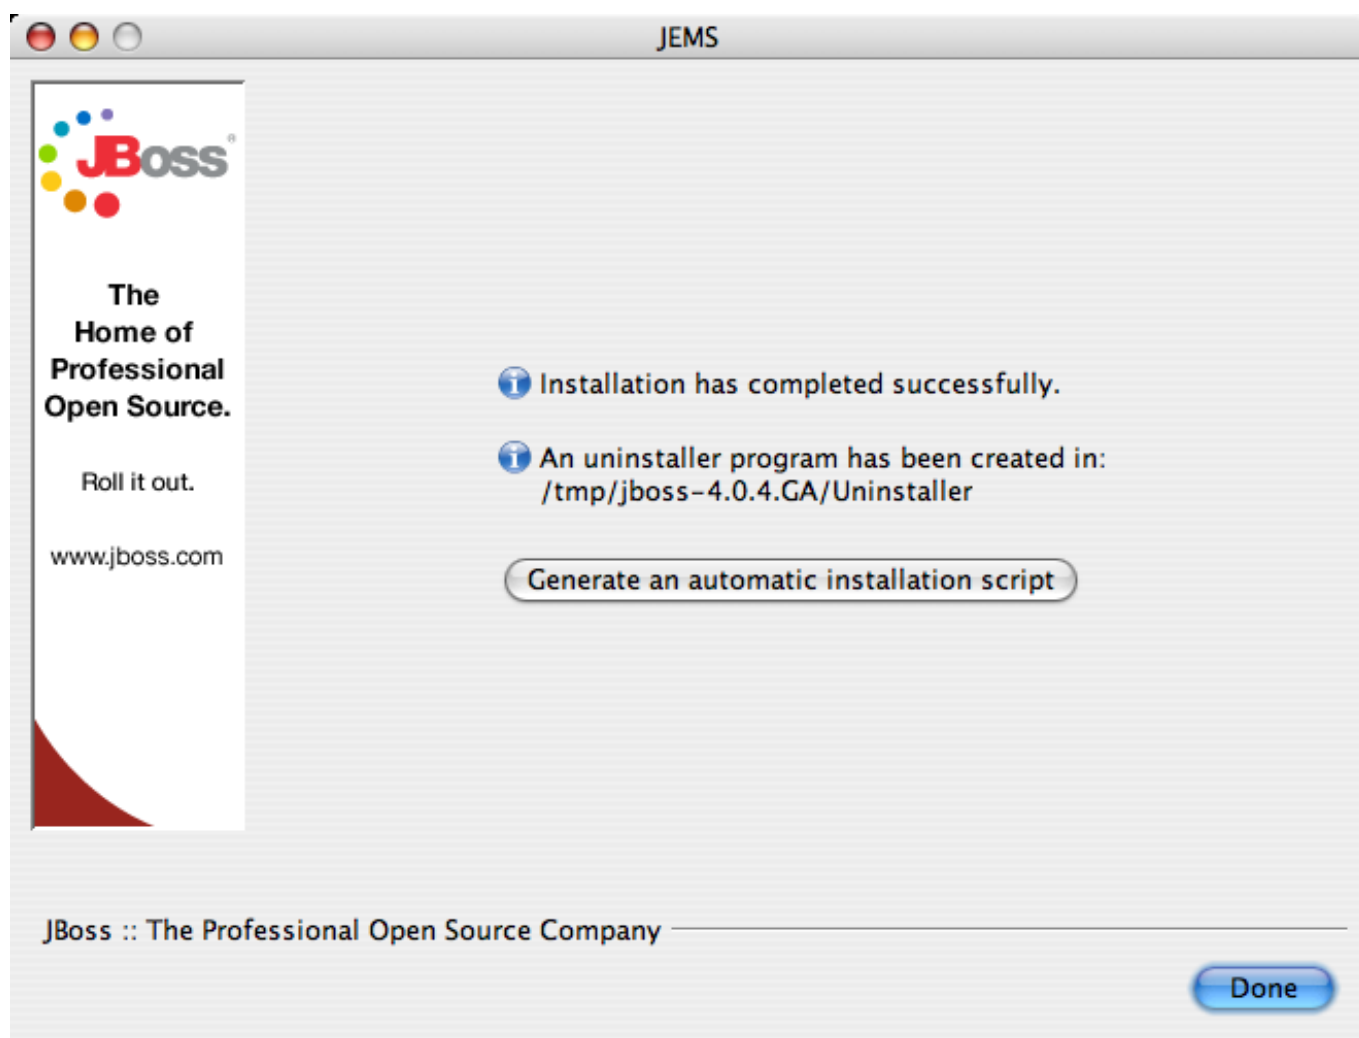 JEMS
JBoss®
The
Home of
Professional
Open Source.
Roll it out.
www.jboss.com
Installation has completed successfully.
An uninstaller program has been created in:
/tmp/jboss-4.0.4.GA/Uninstaller
Generate an automatic installation script
JBoss :: The Professional Open Source Company
Done